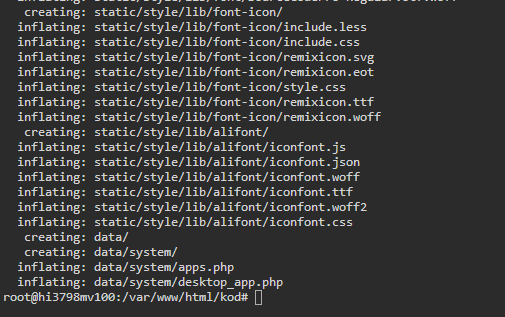 creating: static/style/lib/font-icon/
inflating: static/style/lib/font-icon/include.less
inflating: static/style/lib/font-icon/include.css
inflating: static/style/lib/font-icon/remixicon.svg
inflating: static/style/lib/font-icon/remixicon.eot
inflating: static/style/lib/font-icon/style.css
inflating: static/style/lib/font-icon/remixicon.ttf
inflating: static/style/lib/font-icon/remixicon.woff
creating: static/style/lib/alifont/
inflating: static/style/lib/alifont/iconfont.js
inflating: static/style/lib/alifont/iconfont.json
inflating: static/style/lib/alifont/iconfont.woff
inflating: static/style/lib/alifont/iconfont.ttf
inflating: static/style/lib/alifont/iconfont.woff2
inflating: static/style/lib/alifont/iconfont.css
creating: data/
creating: data/system/
inflating: data/system/apps.php
inflating: data/system/desktop_app.php
root@hi3798mv100:/var/www/html/kod#